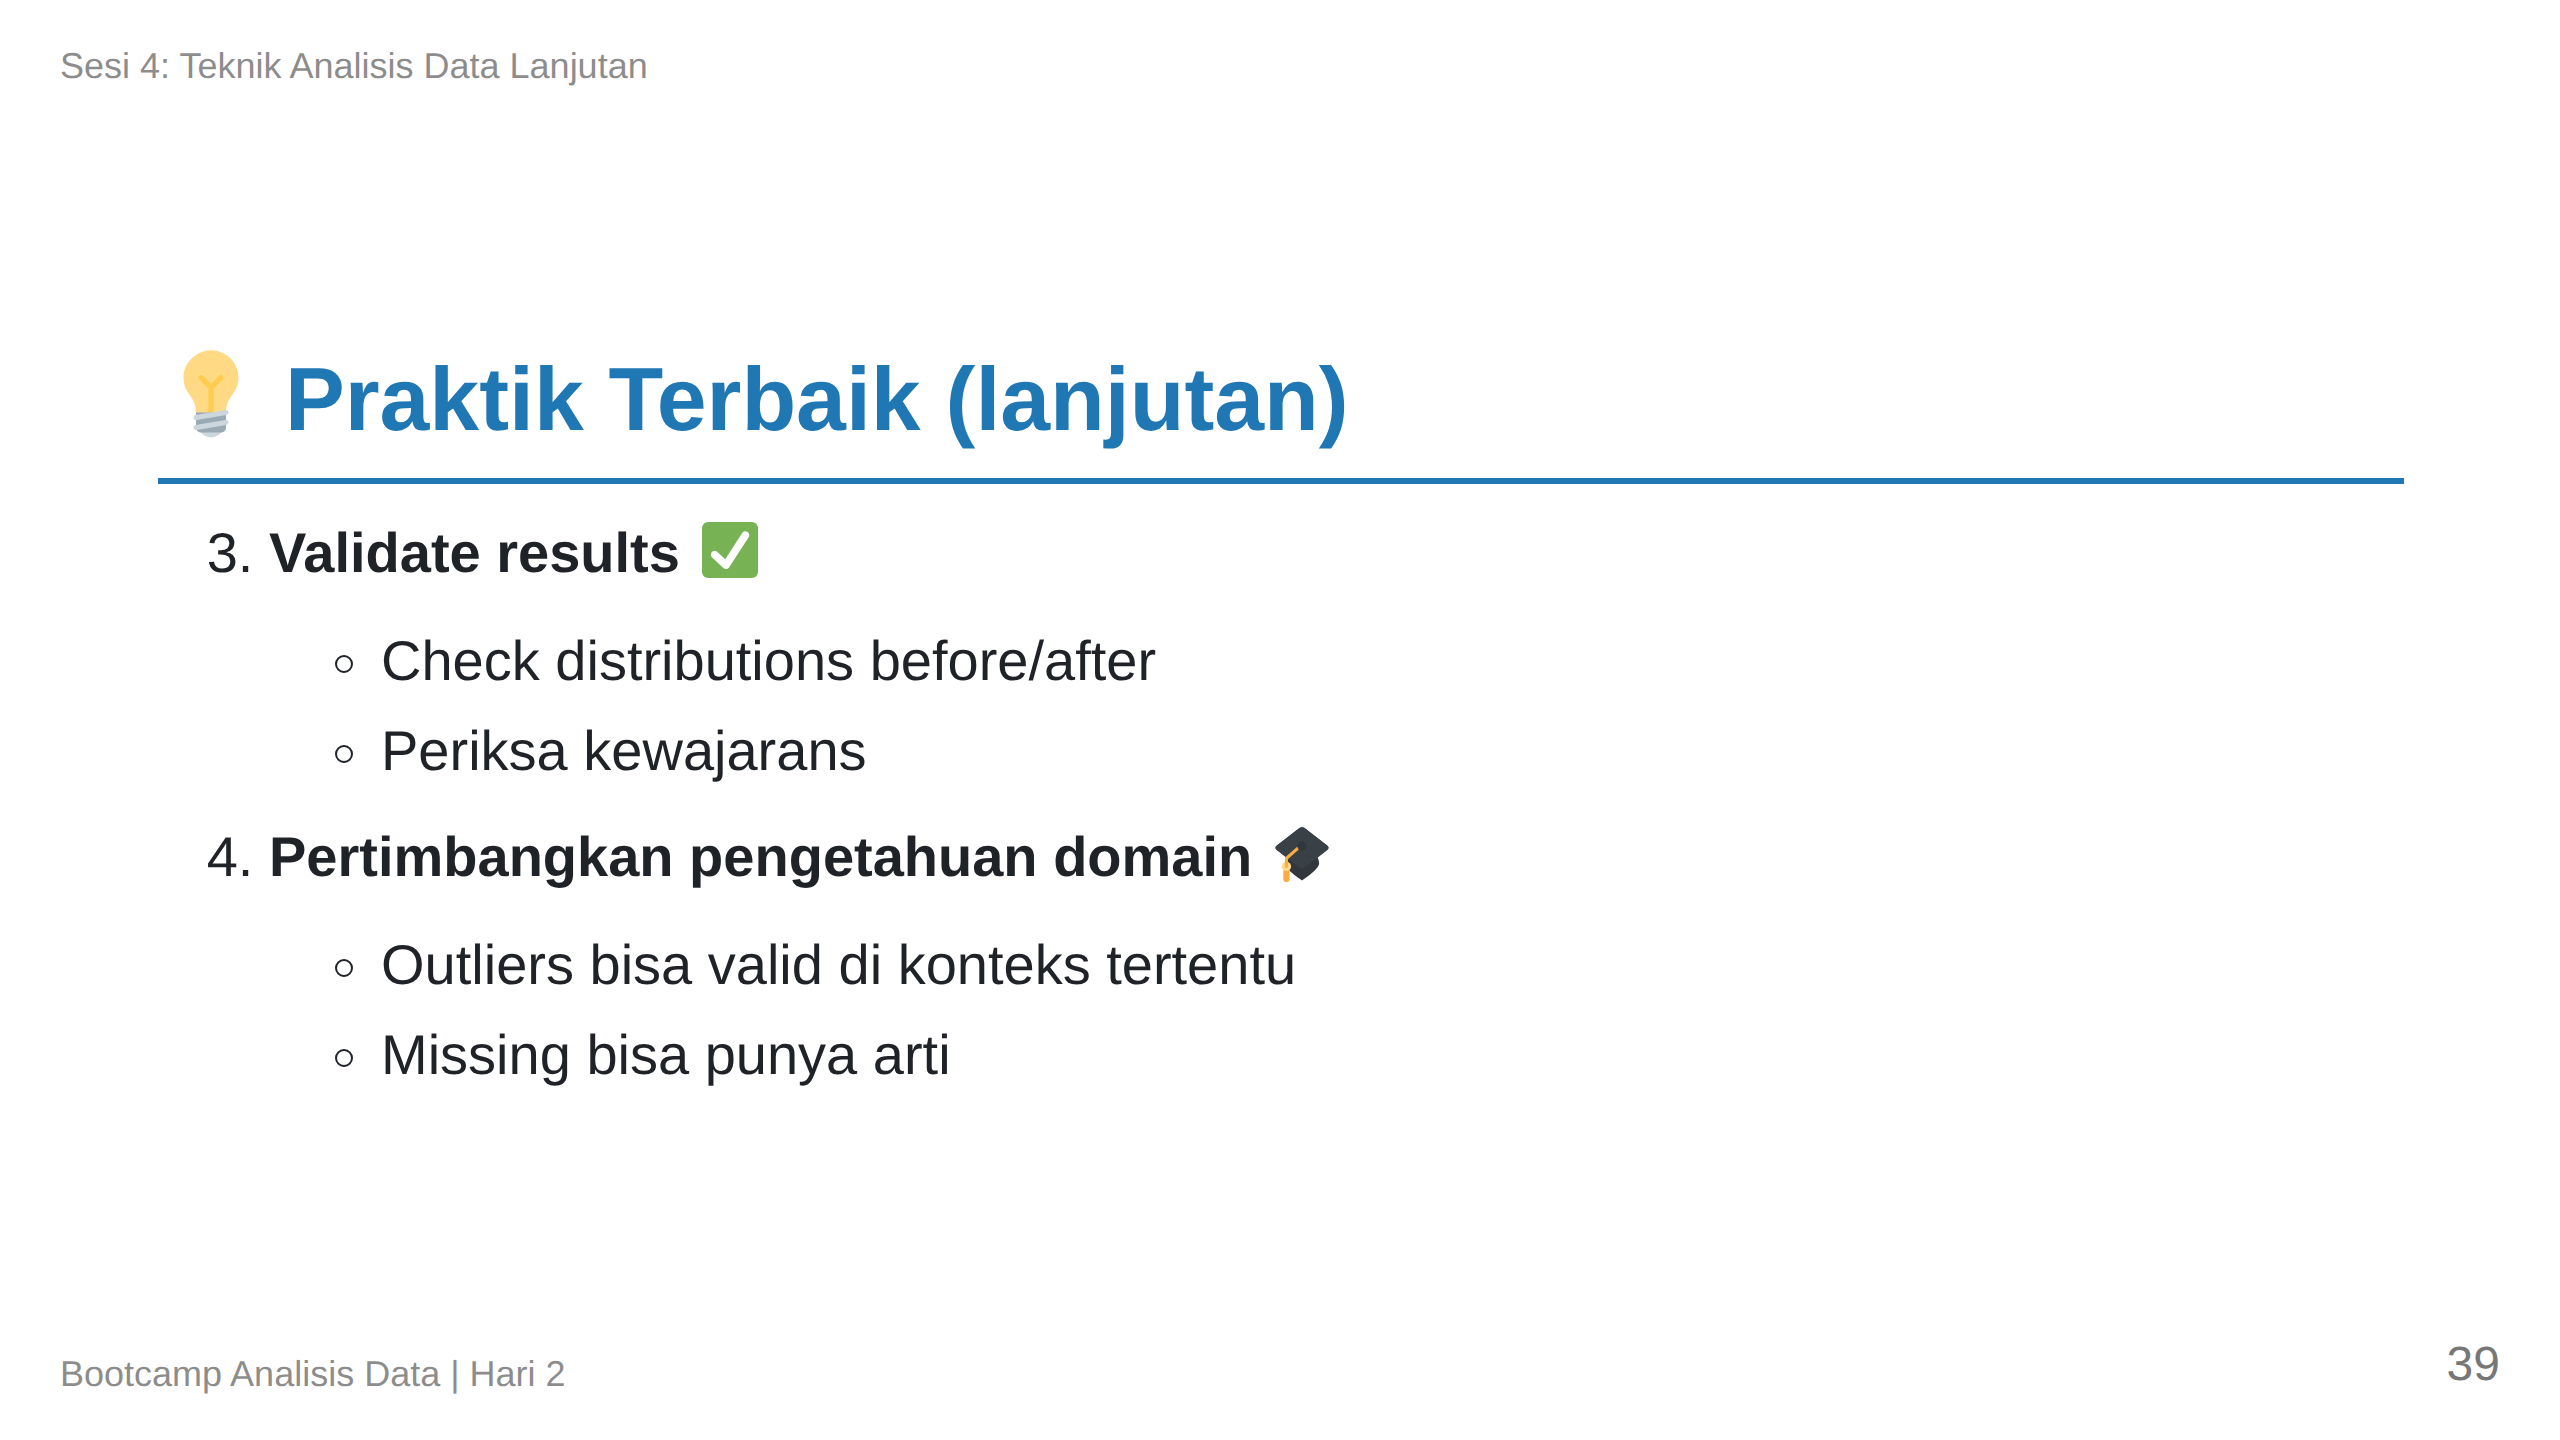 Sesi 4: Teknik Analisis Data Lanjutan
💡 Praktik Terbaik (lanjutan)
3. Validate results ✅
○ Check distributions before/after
○ Periksa kewajarans
4. Pertimbangkan pengetahuan domain 🎓
○ Outliers bisa valid di konteks tertentu
○ Missing bisa punya arti
Bootcamp Analisis Data | Hari 2
39